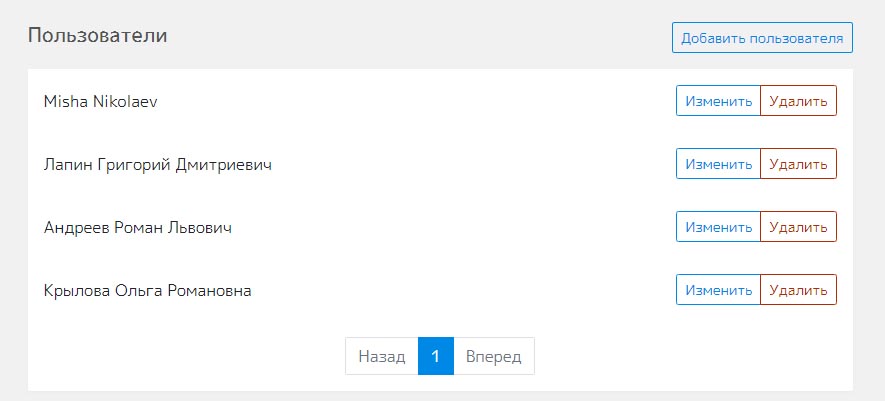 Пользователи Добавить пользователя
Misha Nikolaev Изменить Удалить
Лапин Григорий Дмитриевич Изменить Удалить
Андреев Роман Львович Изменить Удалить
Крылова Ольга Романовна Изменить Удалить
Назад 1 Вперед